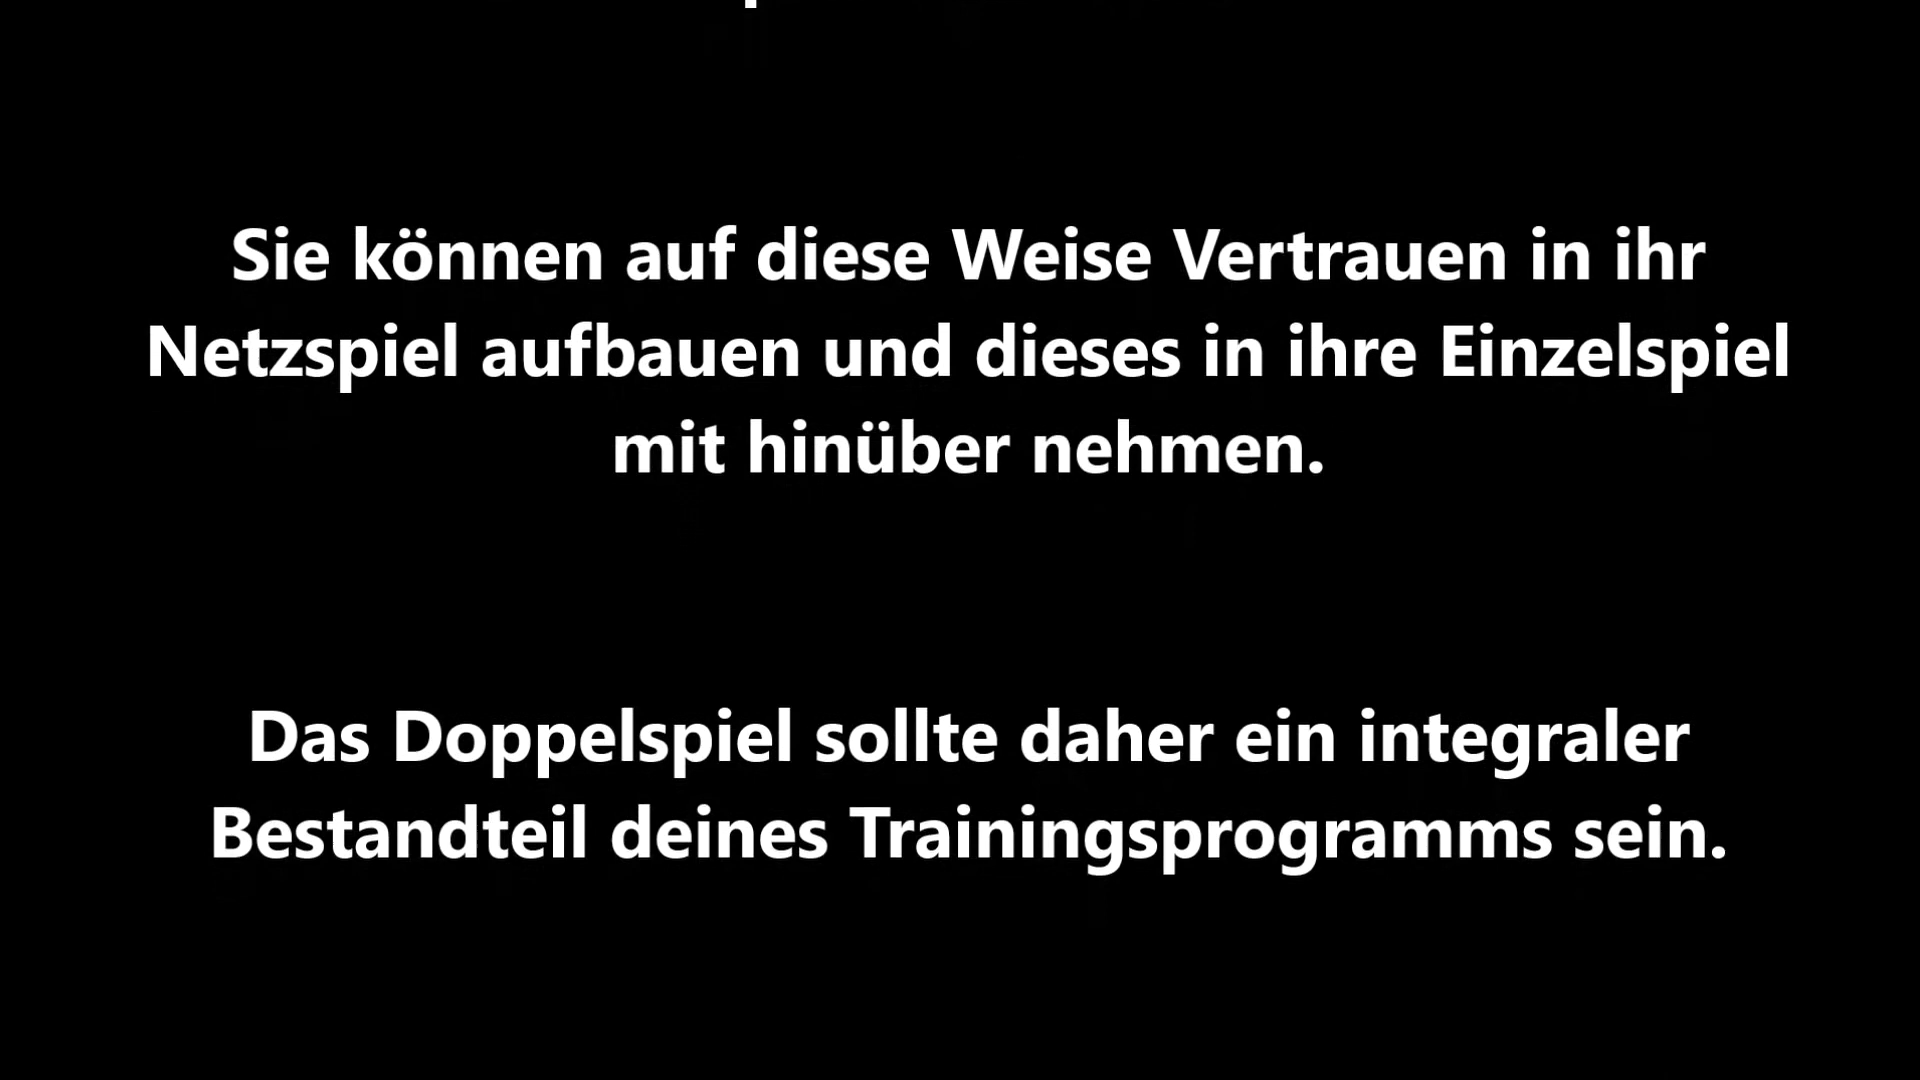 Sie können auf diese Weise Vertrauen in ihr
Netzspiel aufbauen und dieses in ihre Einzelspiel
mit hinüber nehmen.
Das Doppelspiel sollte daher ein integraler
Bestandteil deines Trainingsprogramms sein.